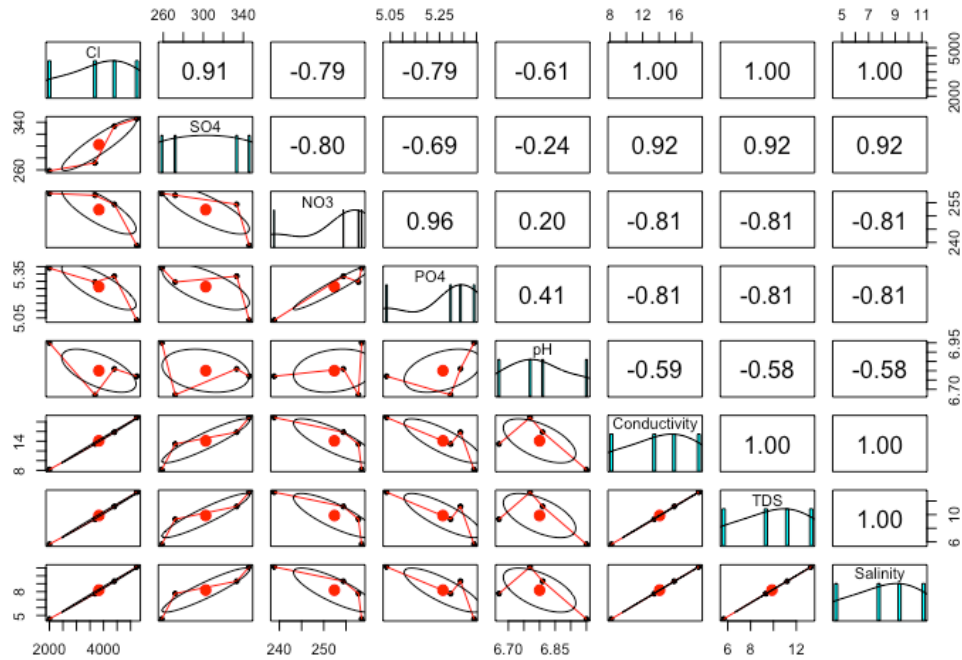 260 300 340 5.05 5.25 8 12 16 5 7 9 11
Cl 0.91 -0.79 -0.79 -0.61 1.00 1.00 1.00 2000 5000
260 340 SO4 -0.80 -0.69 -0.24 0.92 0.92 0.92
NO3 0.96 0.20 -0.81 -0.81 -0.81 240 255
5.05 5.35 PO4 0.41 -0.81 -0.81 -0.81
pH -0.59 -0.58 -0.58 6.70 6.95
8 14 Conductivity 1.00 1.00
TDS 1.00 6 10
5 8 Salinity
2000 4000 240 250 6.70 6.85 6 8 12